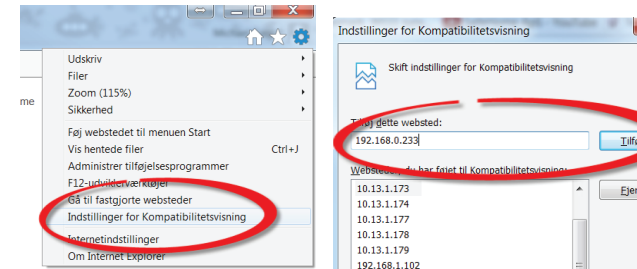 Udskriv
Filer
Zoom (115%)
Sikkerhed
me
Føj webstedet til menuen Start
Vis hentede filer Ctrl+J
Administrer tilføjelsesprogrammer
F12-udviklerværktøjer
Gå til fastgjorte websteder
Indstillinger for Kompatibilitetsvisning
Internetindstillinger
Om Internet Explorer
Indstillinger for Kompatibilitetsvisning
Skift indstillinger for Kompatibilitetsvisning
Tilføj dette websted:
192.168.0.233
Tilfø
Websteder, du har føjet til Kompatibilitetsvisning:
10.13.1.173
Fjer
10.13.1.174
10.13.1.177
10.13.1.178
10.13.1.179
192.168.1.102